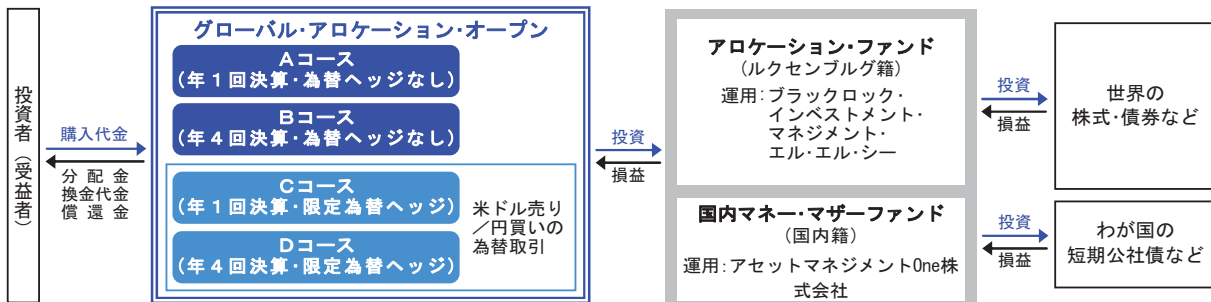 投資者（受益者）
購入代金
分配金
換金代金
償還金
グローバル・アロケーション・オープン
Ａコース
（年１回決算・為替ヘッジなし）
Ｂコース
（年４回決算・為替ヘッジなし）
Ｃコース
（年１回決算・限定為替ヘッジ）
Ｄコース
（年４回決算・限定為替ヘッジ）
米ドル売り
／円買いの
為替取引
投資
損益
アロケーション・ファンド
（ルクセンブルグ籍）
運用：ブラックロック・
インベストメント・
マネジメント・
エル・エル・シー
国内マネー・マザーファンド
（国内籍）
運用：アセットマネジメントOne株
式会社
投資
損益
世界の
株式・債券など
投資
損益
わが国の
短期公社債など